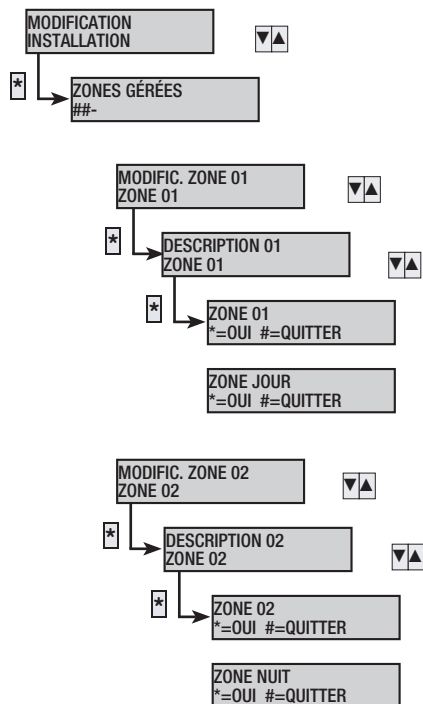 MODIFICATION
INSTALLATION
▼▲
*
ZONES GÉRÉES
##-
MODIFIC. ZONE 01
ZONE 01
▼▲
*
DESCRIPTION 01
ZONE 01
▼▲
*
ZONE 01
*=OUI #=QUITTER
ZONE JOUR
*=OUI #=QUITTER
MODIFIC. ZONE 02
ZONE 02
▼▲
*
DESCRIPTION 02
ZONE 02
▼▲
*
ZONE 02
*=OUI #=QUITTER
ZONE NUIT
*=OUI #=QUITTER